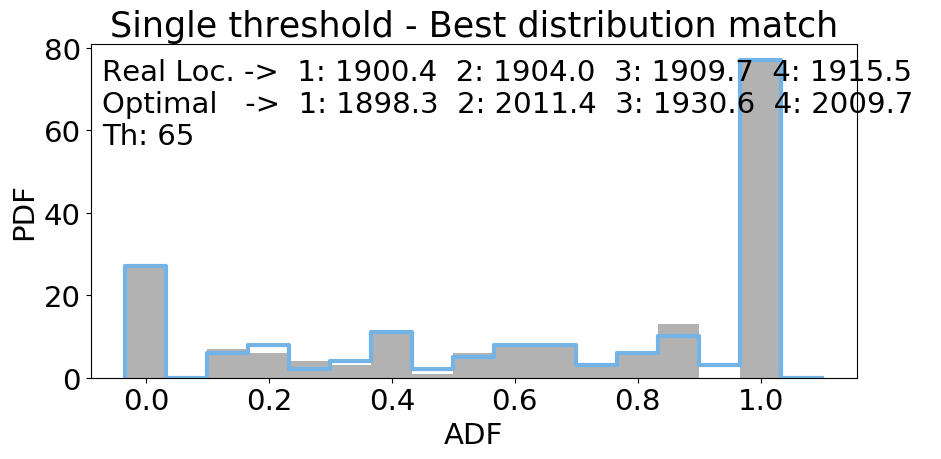 Single threshold - Best distribution match
80
60
40
20
0
PDF
Real Loc. -> 1: 1900.4 2: 1904.0 3: 1909.7 4: 1915.5
Optimal -> 1: 1898.3 2: 2011.4 3: 1930.6 4: 2009.7
Th: 65
0.0 0.2 0.4 0.6 0.8 1.0
ADF